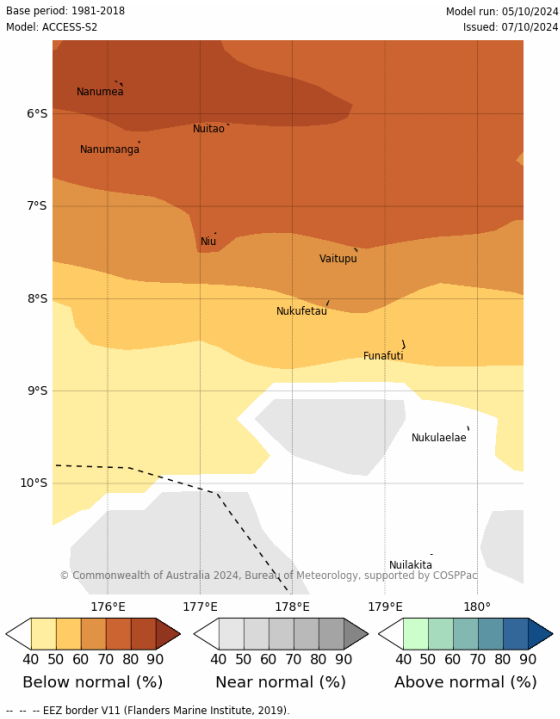 Base period: 1981-2018
Model run: 05/10/2024
Model: ACCESS-S2
Issued: 07/10/2024
Nanumea
6°S
Nuitao
Nanumanga
7°S
Niu
Vaitupu
8°S
Nukufetau
Funafuti
9°S
Nukulaelae
10°S
Nuilakita
© Commonwealth of Australia 2024, Bureau of Meteorology, supported by COSPPac
176°E 177°E 178°E 179°E 180°
40 50 60 70 80 90
40 50 60 70 80 90
40 50 60 70 80 90
Below normal (%)
Near normal (%)
Above normal (%)
-- -- -- EEZ border V11 (Flanders Marine Institute, 2019).